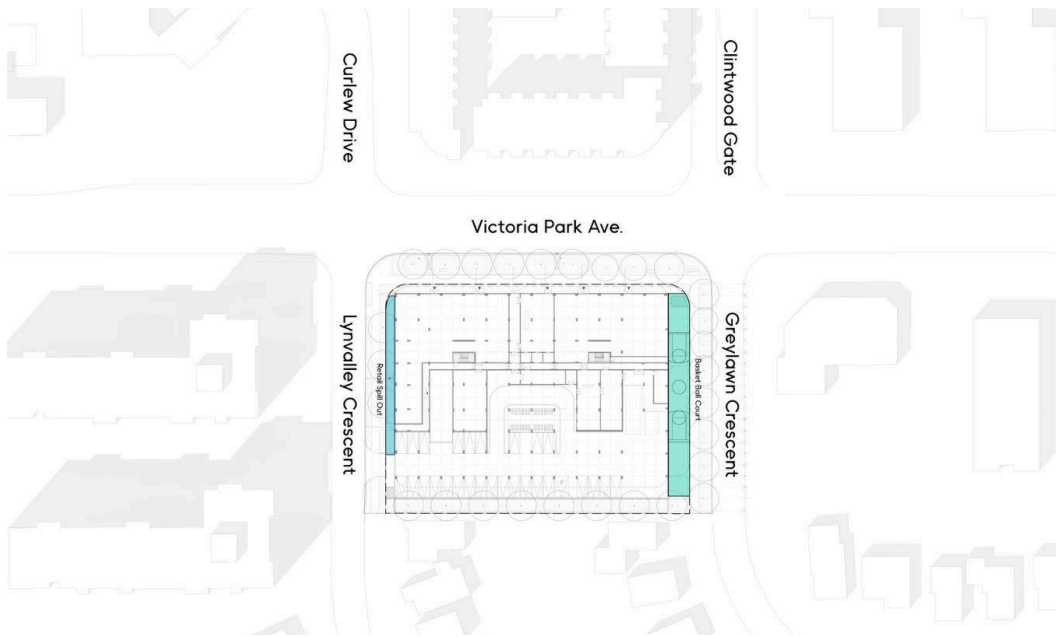 Curlew Drive
Clintwood Gate
Victoria Park Ave.
Lynvalley Crescent
Retail Spill Out
Basket Ball Court
Greylawn Crescent